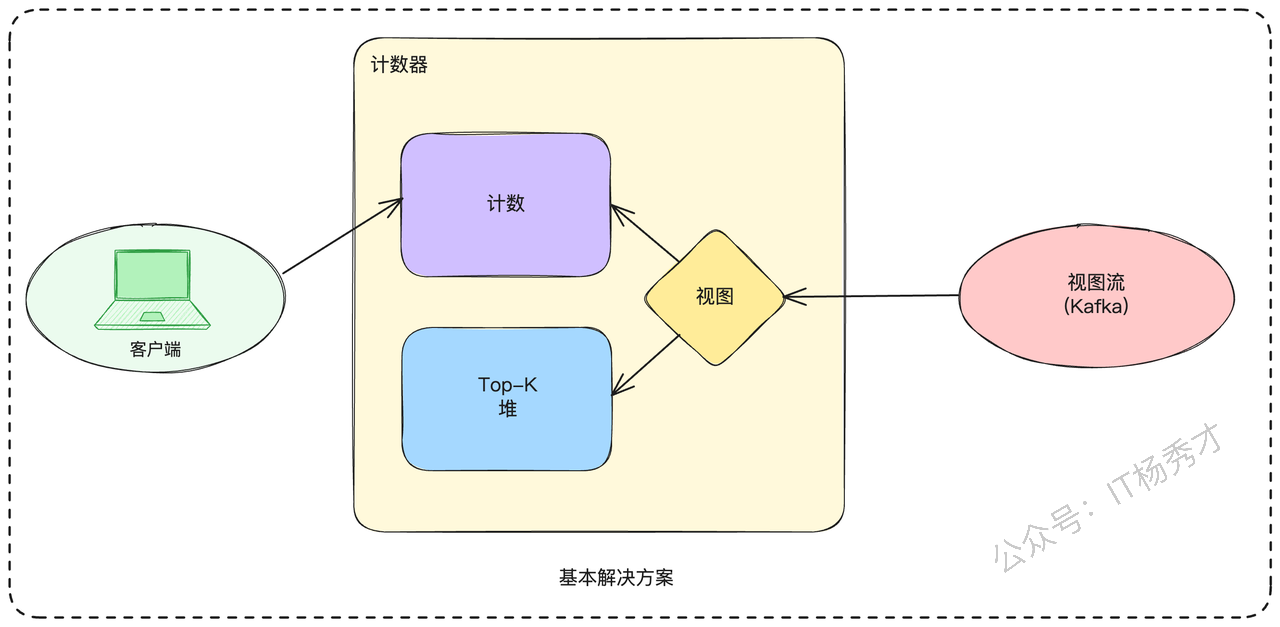 计数器
计数
客户端
视图
视图流
(Kafka)
Top-K
堆
基本解决方案
公众号：IT杨秀才